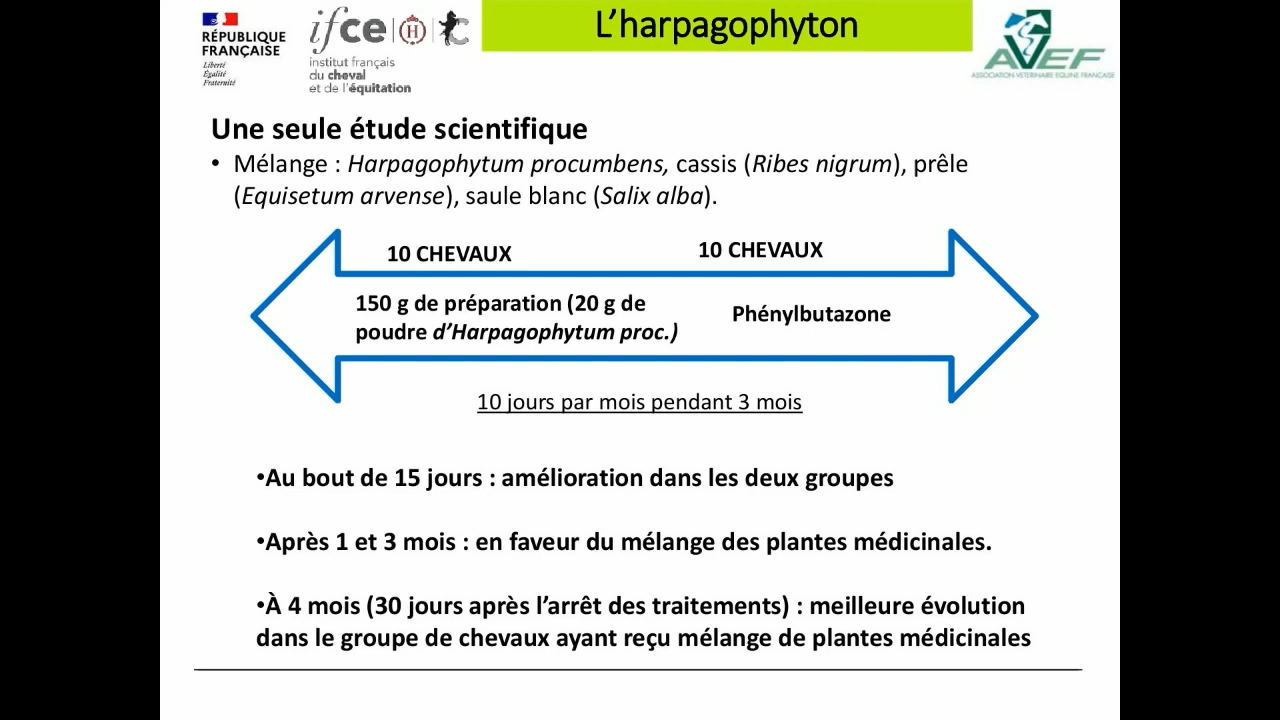 RÉPUBLIQUE
FRANÇAISE
Liberté
Égalité
Fraternité
ifce
institut français
du cheval
et de l'équitation
L'harpagophyton
AVEF
ASSOCIATION VÉTÉRINAIRE EQUINE FRANÇAISE
Une seule étude scientifique
• Mélange : Harpagophytum procumbens, cassis (Ribes nigrum), prêle
(Equisetum arvense), saule blanc (Salix alba).
10 CHEVAUX
10 CHEVAUX
150 g de préparation (20 g de
poudre d'Harpagophytum proc.)
Phénylbutazone
10 jours par mois pendant 3 mois
•Au bout de 15 jours : amélioration dans les deux groupes
•Après 1 et 3 mois : en faveur du mélange des plantes médicinales.
•À 4 mois (30 jours après l'arrêt des traitements) : meilleure évolution
dans le groupe de chevaux ayant reçu mélange de plantes médicinales